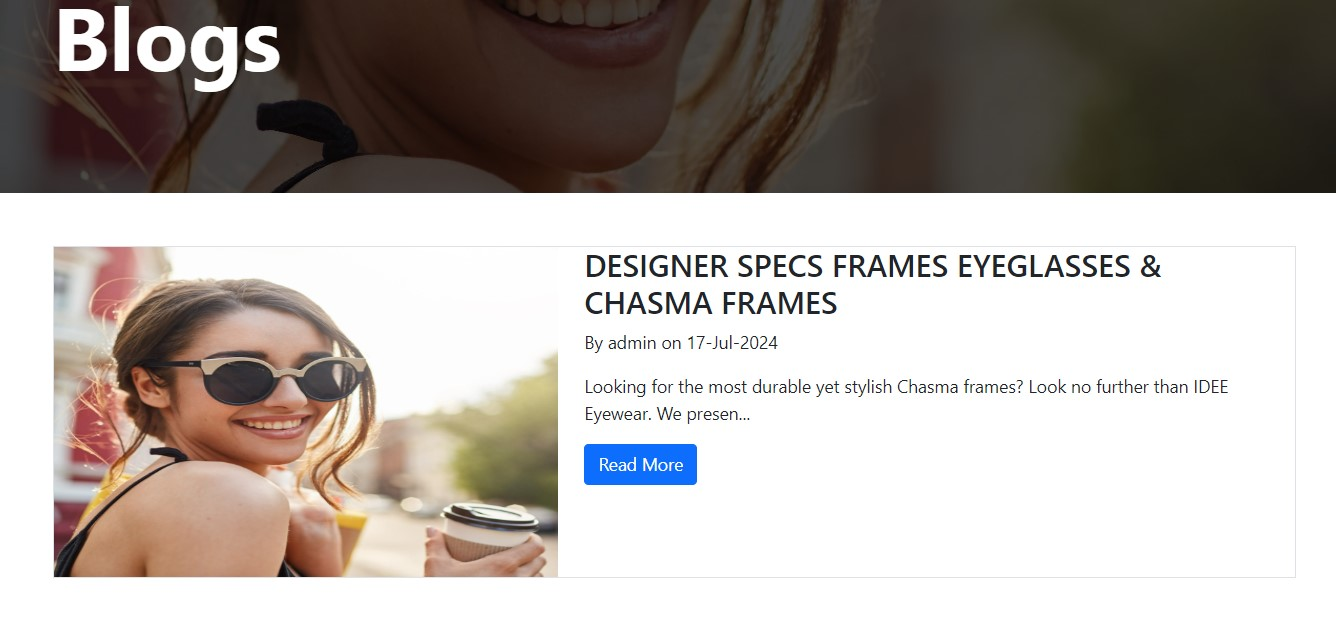 Blogs
DESIGNER SPECS FRAMES EYEGLASSES &
CHASMA FRAMES
By admin on 17-Jul-2024
Looking for the most durable yet stylish Chasma frames? Look no further than IDEE
Eyewear. We presen...
Read More